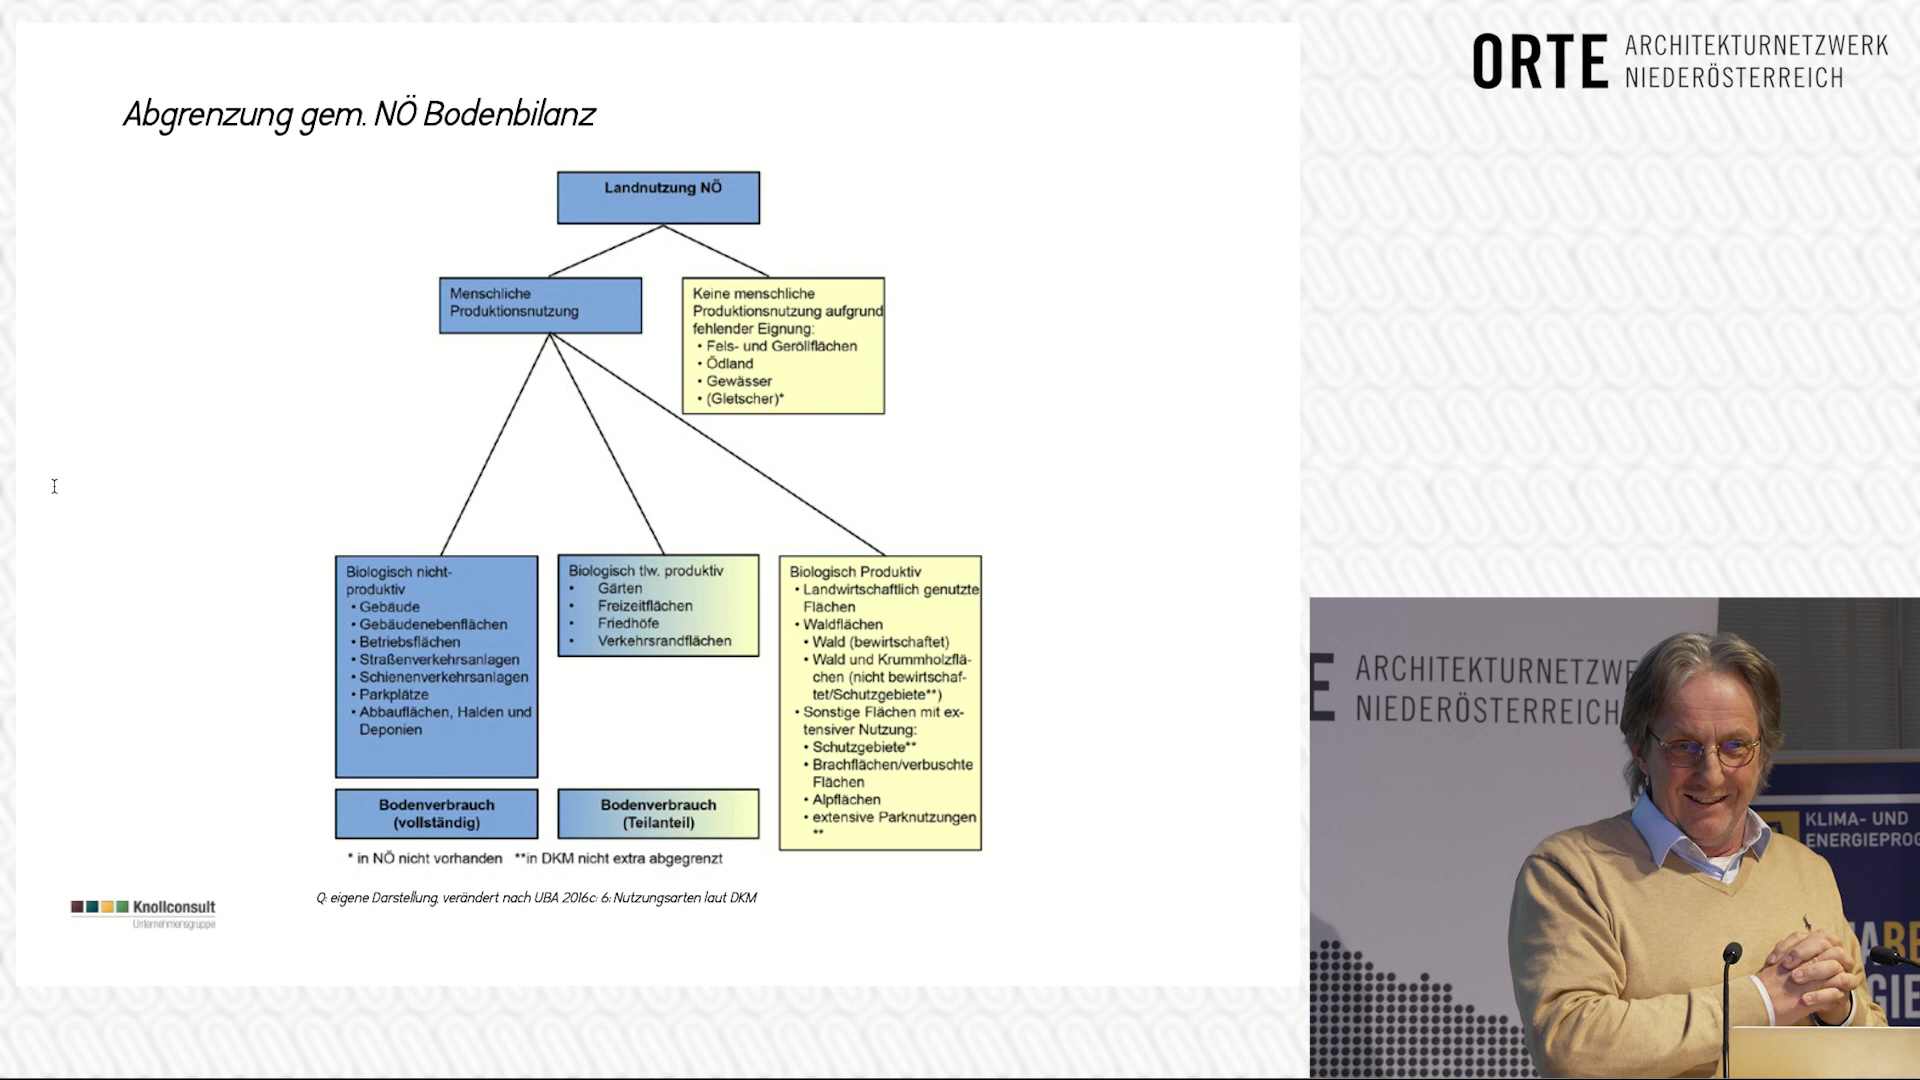 ORTE ARCHITEKTURNETZWERK
NIEDERÖSTERREICH
Abgrenzung gem. NÖ Bodenbilanz
Landnutzung NÖ
Menschliche
Produktionsnutzung
Keine menschliche
Produktionsnutzung aufgrund
fehlender Eignung:
• Fels- und Geröllflächen
• Ödland
• Gewässer
• (Gletscher)*
Biologisch nicht-
produktiv
• Gebäude
• Gebäudenebenflächen
• Betriebsflächen
• Straßenverkehrsanlagen
• Schienenverkehrsanlagen
• Parkplätze
• Abbauflächen, Halden und
Deponien
Biologisch tlw. produktiv
• Gärten
• Freizeitflächen
• Friedhöfe
• Verkehrsrandflächen
Biologisch Produktiv
• Landwirtschaftlich genutzte
Flächen
• Waldflächen
• Wald (bewirtschaftet)
• Wald und Krummholzflä-
chen (nicht bewirtschaf-
tet/Schutzgebiete**)
• Sonstige Flächen mit ex-
tensiver Nutzung:
• Schutzgebiete**
• Brachflächen/verbuschte
Flächen
• Alpflächen
• extensive Parknutzungen
**
Bodenverbrauch
(vollständig)
Bodenverbrauch
(Teilanteil)
* in NÖ nicht vorhanden **in DKM nicht extra abgegrenzt
Q: eigene Darstellung, verändert nach UBA 2016c: 6; Nutzungsarten laut DKM
Knollconsult
Unternehmensgruppe
E ARCHITEKTURNETZWE
NIEDERÖSTERREICH
KLIMA- UND
ENERGIEPROG
ABE
GIE